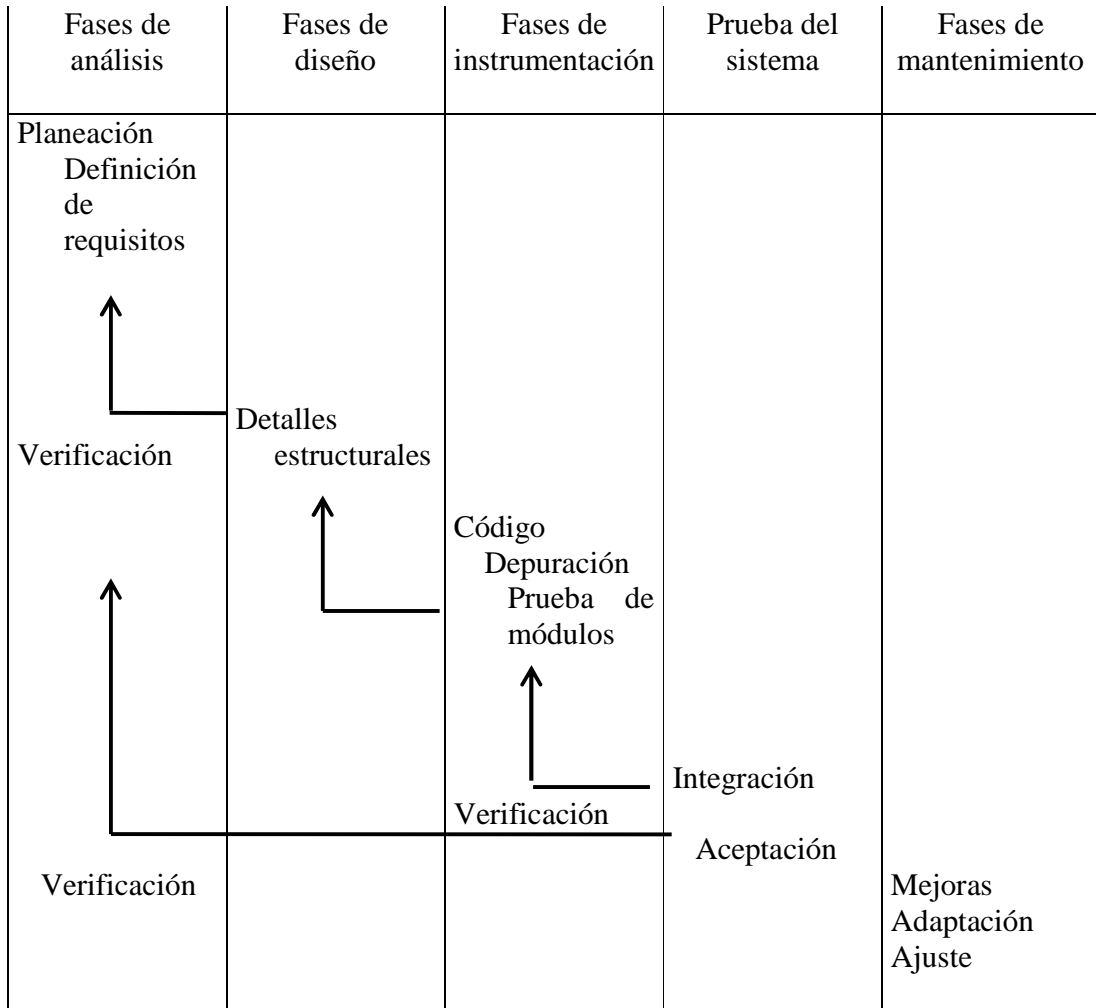 Fases de
análisis
Fases de
diseño
Fases de
instrumentación
Prueba del
sistema
Fases de
mantenimiento
Planeación
Definición
de
requisitos
Verificación
Detalles
estructurales
Código
Depuración
Prueba de
módulos
Integración
Verificación
Aceptación
Verificación
Mejoras
Adaptación
Ajuste